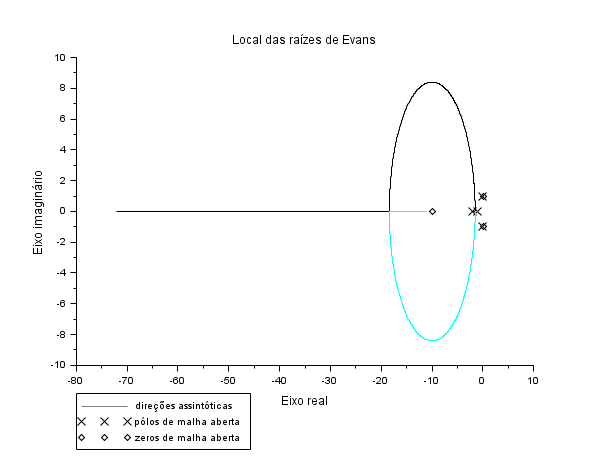 Local das raízes de Evans
10
8
6
4
2
0
-2
-4
-6
-8
-10
Eixo imaginário
-80 -70 -60 -50 -40 -30 -20 -10 0 10
Eixo real
direções assintóticas
pólos de malha aberta
zeros de malha aberta